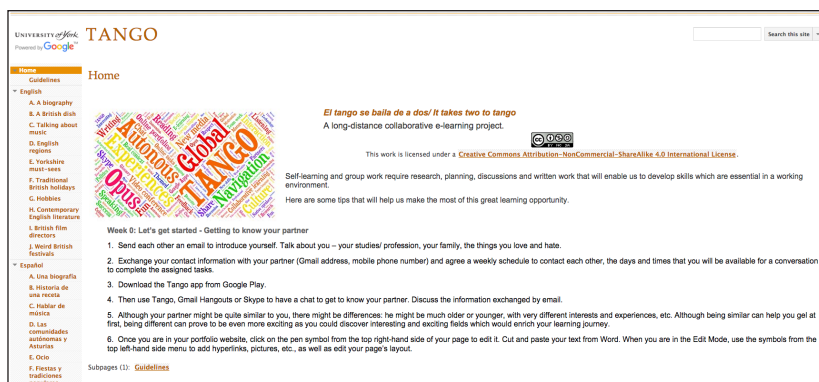 UNIVERSITY of York
Powered by Google™
TANGO
Search this site
Home
Guidelines
English
A. A biography
B. A British dish
C. Talking about
music
D. English
regions
E. Yorkshire
must-sees
F. Traditional
British holidays
G. Hobbies
H. Contemporary
English literature
I. British film
directors
J. Weird British
festivals
Español
A. Una biografía
B. Historia de
una receta
C. Hablar de
música
D. Las
comunidades
autónomas y
Asturias
E. Ocio
F. Fiestas y
tradiciones
Home
Writing
Reading
New media
Global
Autonous
TANGO
Experiences
Opus
Navigation
Culture
Share
Skype
Speaking
Success
Video conference
Online portfolio
El tango se baila de a dos/ It takes two to tango
A long-distance collaborative e-learning project.
CC BY NC SA
This work is licensed under a Creative Commons Attribution-NonCommercial-ShareAlike 4.0 International License.
Self-learning and group work require research, planning, discussions and written work that will enable us to develop skills which are essential in a working
environment.
Here are some tips that will help us make the most of this great learning opportunity.
Week 0: Let's get started - Getting to know your partner
1. Send each other an email to introduce yourself. Talk about you – your studies/ profession, your family, the things you love and hate.
2. Exchange your contact information with your partner (Gmail address, mobile phone number) and agree a weekly schedule to contact each other, the days and times that you will be available for a conversation
to complete the assigned tasks.
3. Download the Tango app from Google Play.
4. Then use Tango, Gmail Hangouts or Skype to have a chat to get to know your partner. Discuss the information exchanged by email.
5. Although your partner might be quite similar to you, there might be differences: he might be much older or younger, with very different interests and experiences, etc. Although being similar can help you gel at
first, being different can prove to be even more exciting as you could discover interesting and exciting fields which would enrich your learning journey.
6. Once you are in your portfolio website, click on the pen symbol from the top right-hand side of your page to edit it. Cut and paste your text from Word. When you are in the Edit Mode, use the symbols from the
top left-hand side menu to add hyperlinks, pictures, etc., as well as edit your page's layout.
Subpages (1): Guidelines